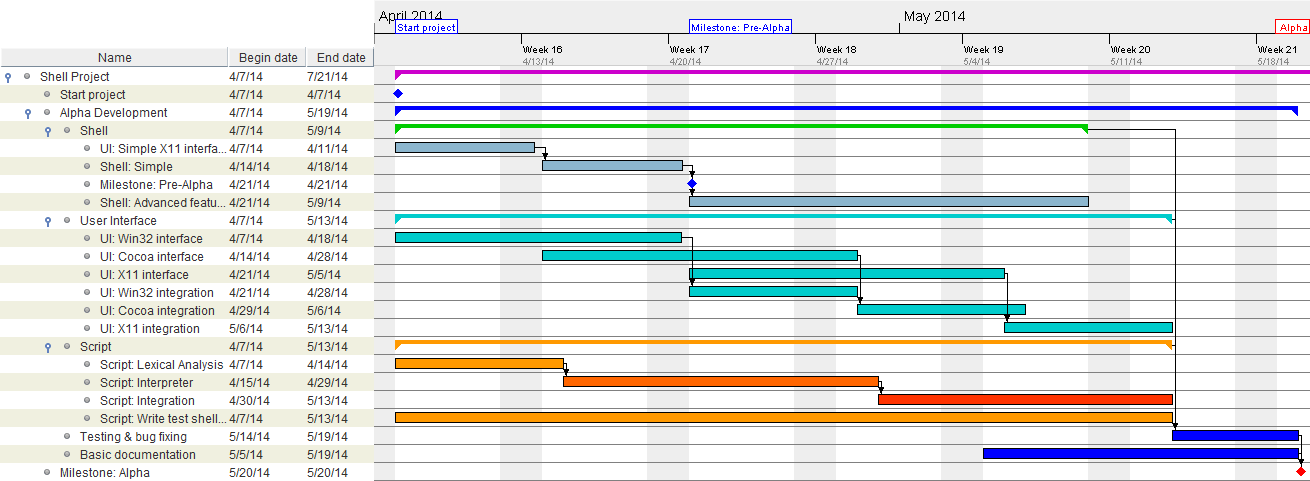 April 2014 May 2014
Start project Milestone: Pre-Alpha Alpha
Name Begin date End date Week 16 Week 17 Week 18 Week 19 Week 20 Week 21
4/13/14 4/20/14 4/27/14 5/4/14 5/11/14 5/18/14
Shell Project 4/7/14 7/21/14
Start project 4/7/14 4/7/14
Alpha Development 4/7/14 5/19/14
Shell 4/7/14 5/9/14
UI: Simple X11 interfa... 4/7/14 4/11/14
Shell: Simple 4/14/14 4/18/14
Milestone: Pre-Alpha 4/21/14 4/21/14
Shell: Advanced featu... 4/21/14 5/9/14
User Interface 4/7/14 5/13/14
UI: Win32 interface 4/7/14 4/18/14
UI: Cocoa interface 4/14/14 4/28/14
UI: X11 interface 4/21/14 5/5/14
UI: Win32 integration 4/21/14 4/28/14
UI: Cocoa integration 4/29/14 5/6/14
UI: X11 integration 5/6/14 5/13/14
Script 4/7/14 5/13/14
Script: Lexical Analysis 4/7/14 4/14/14
Script: Interpreter 4/15/14 4/29/14
Script: Integration 4/30/14 5/13/14
Script: Write test shell... 4/7/14 5/13/14
Testing & bug fixing 5/14/14 5/19/14
Basic documentation 5/5/14 5/19/14
Milestone: Alpha 5/20/14 5/20/14